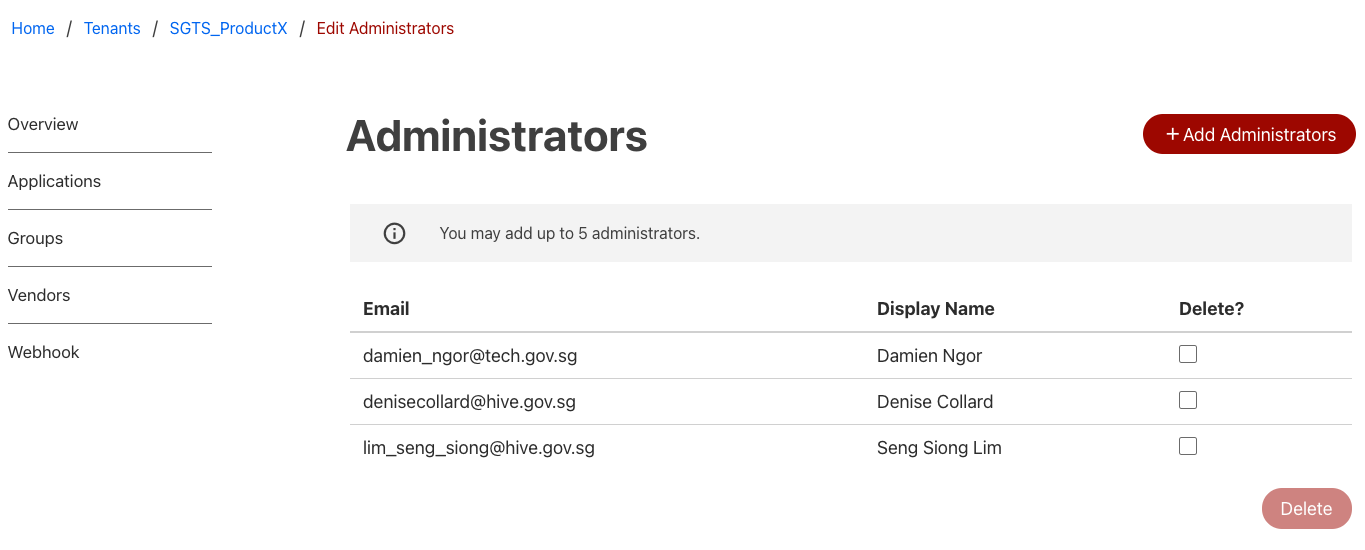 Home / Tenants / SGTS_ProductX / Edit Administrators
Overview
Applications
Groups
Vendors
Webhook
Administrators
+ Add Administrators
You may add up to 5 administrators.
Email Display Name Delete?
damien_ngor@tech.gov.sg Damien Ngor
denisecollard@hive.gov.sg Denise Collard
lim_seng_siong@hive.gov.sg Seng Siong Lim
Delete